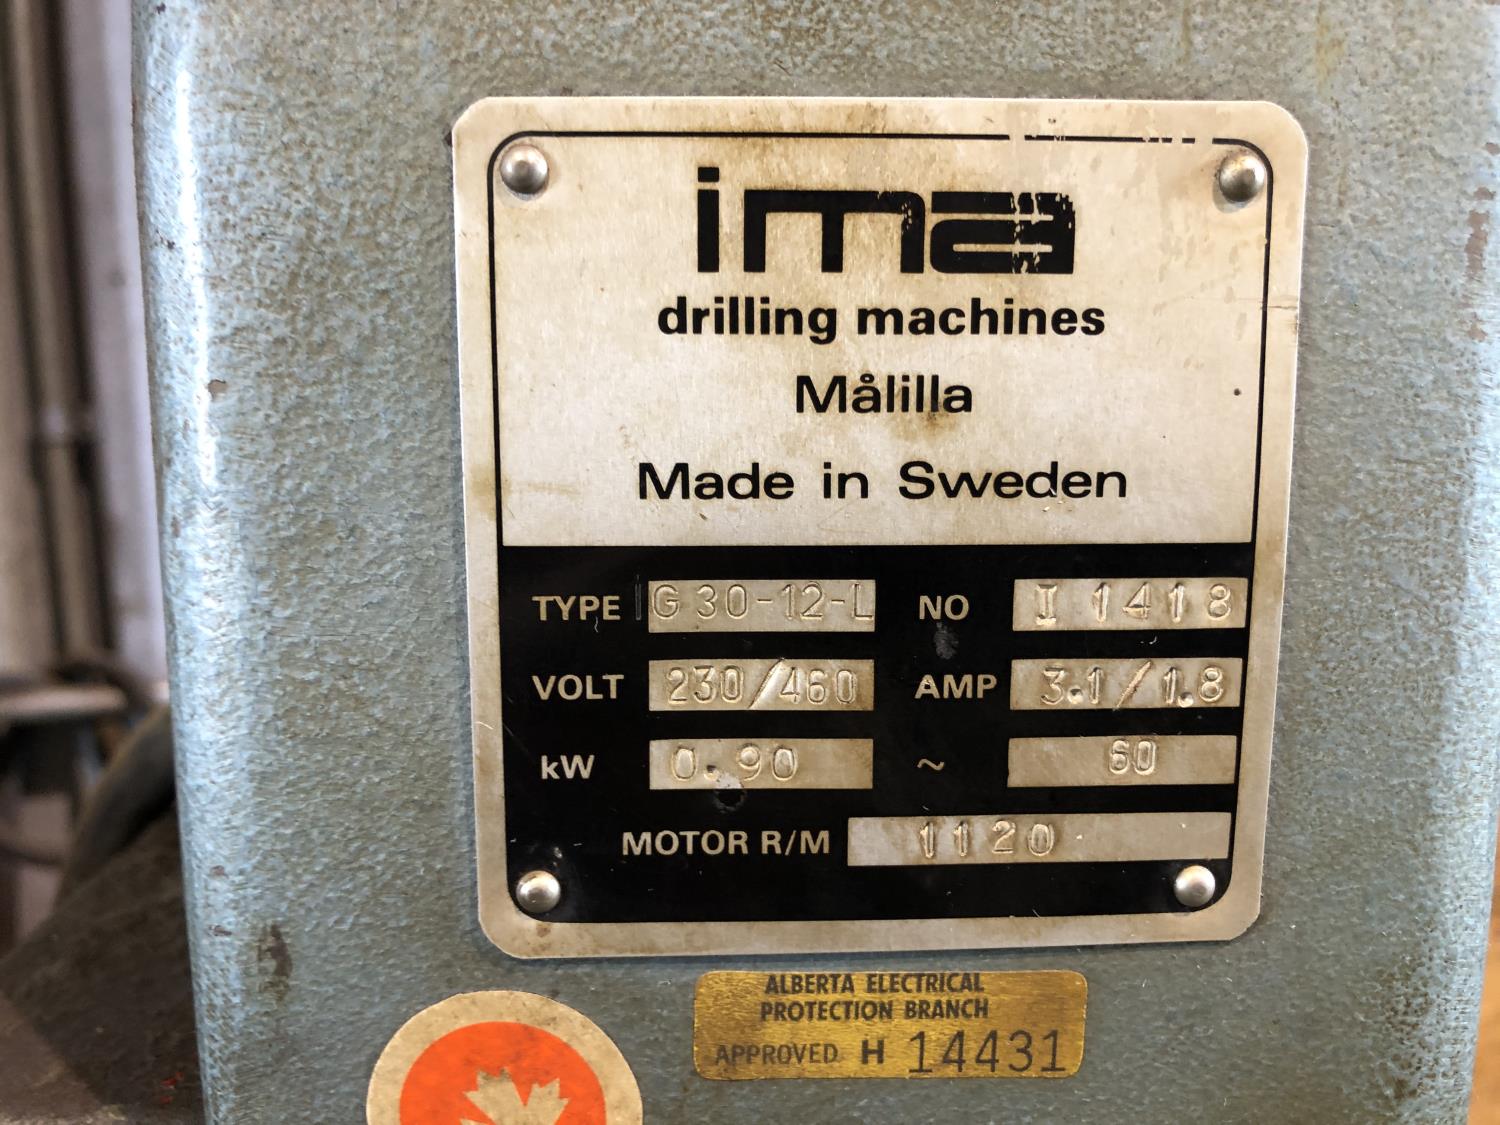 ima
drilling machines
Målilla
Made in Sweden
TYPE G 30-12-L NO I 1418
VOLT 230/460 AMP 3.1/1.8
kW 0.90 ~ 60
MOTOR R/M 1120
ALBERTA ELECTRICAL
PROTECTION BRANCH
APPROVED H 14431